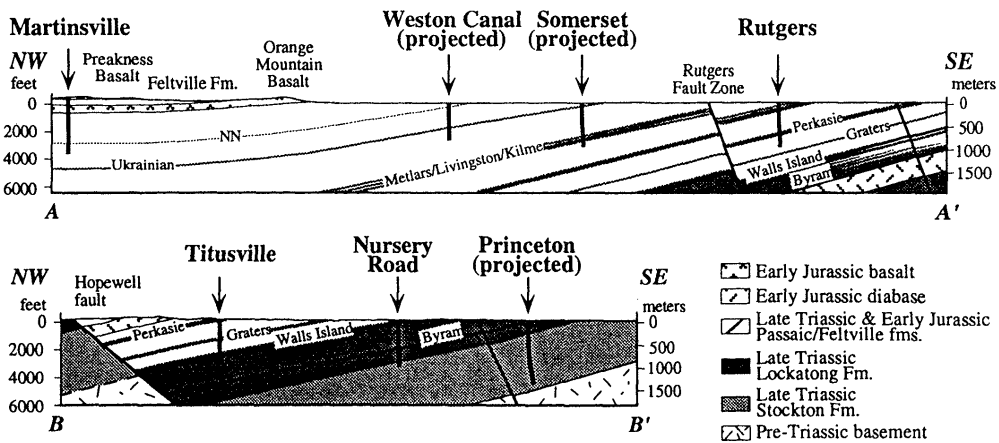 Martinsville
Weston Canal
(projected)
Somerset
(projected)
Rutgers
NW
feet
Preakness
Basalt
Feltville Fm.
Orange
Mountain
Basalt
Rutgers
Fault Zone
SE
meters
0
2000
4000
6000
NN
Ukrainian
Metlars/Livingston/Kilmer
Perkasie
Graters
Walls Island
Byram
0
500
1000
1500
A
A'
Titusville
Nursery
Road
Princeton
(projected)
NW
feet
Hopewell
fault
SE
meters
0
2000
4000
6000
Perkasie
Graters
Walls Island
Byram
0
500
1000
1500
B
B'
Early Jurassic basalt
Early Jurassic diabase
Late Triassic & Early Jurassic
Passaic/Feltville fms.
Late Triassic
Lockatong Fm.
Late Triassic
Stockton Fm.
Pre-Triassic basement